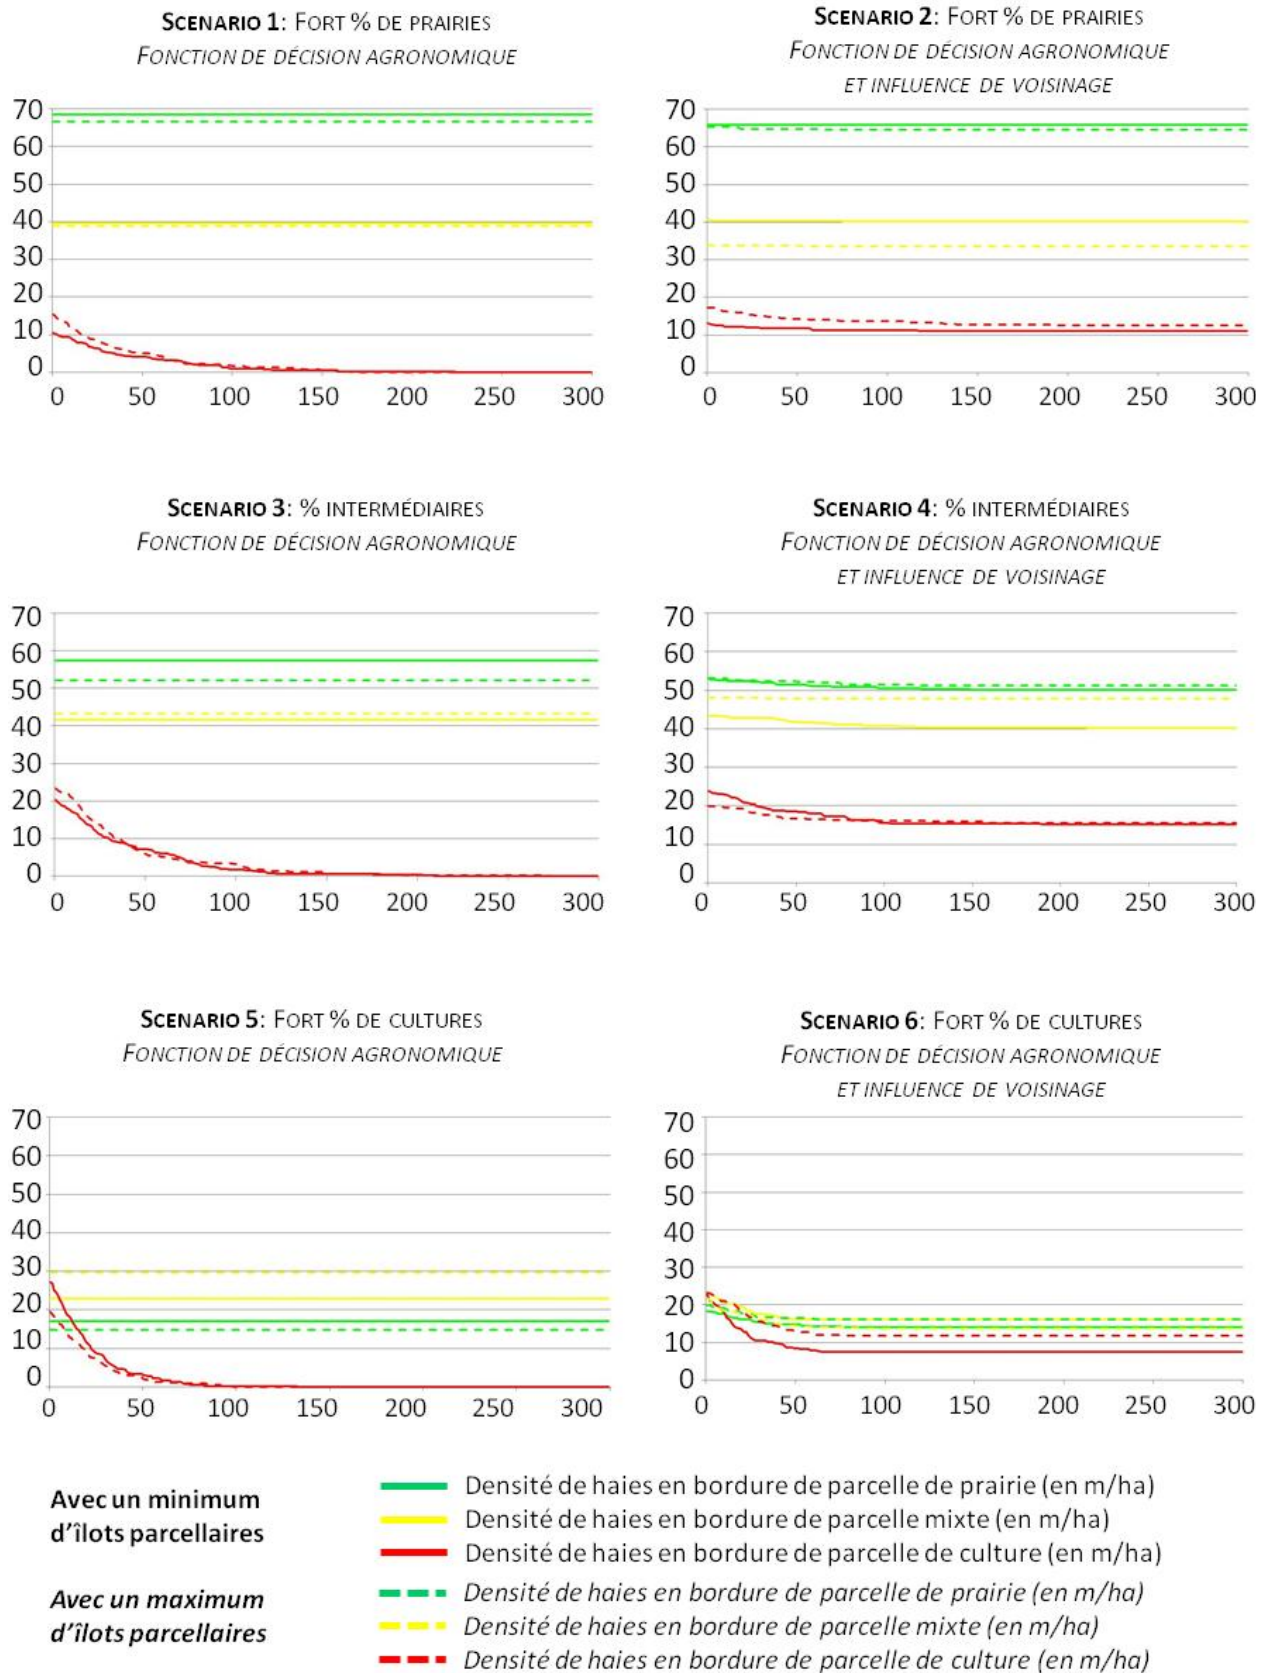 SCENARIO 1: FORT % DE PRAIRIES
FONCTION DE DÉCISION AGRONOMIQUE
70
60
50
40
30
20
10
0
0 50 100 150 200 250 300
SCENARIO 2: FORT % DE PRAIRIES
FONCTION DE DÉCISION AGRONOMIQUE
ET INFLUENCE DE VOISINAGE
70
60
50
40
30
20
10
0
0 50 100 150 200 250 300
SCENARIO 3: % INTERMÉDIAIRES
FONCTION DE DÉCISION AGRONOMIQUE
70
60
50
40
30
20
10
0
0 50 100 150 200 250 300
SCENARIO 4: % INTERMÉDIAIRES
FONCTION DE DÉCISION AGRONOMIQUE
ET INFLUENCE DE VOISINAGE
70
60
50
40
30
20
10
0
0 50 100 150 200 250 300
SCENARIO 5: FORT % DE CULTURES
FONCTION DE DÉCISION AGRONOMIQUE
70
60
50
40
30
20
10
0
0 50 100 150 200 250 300
SCENARIO 6: FORT % DE CULTURES
FONCTION DE DÉCISION AGRONOMIQUE
ET INFLUENCE DE VOISINAGE
70
60
50
40
30
20
10
0
0 50 100 150 200 250 300
Avec un minimum
d'îlots parcellaires
Densité de haies en bordure de parcelle de prairie (en m/ha)
Densité de haies en bordure de parcelle mixte (en m/ha)
Densité de haies en bordure de parcelle de culture (en m/ha)
Avec un maximum
d'îlots parcellaires
Densité de haies en bordure de parcelle de prairie (en m/ha)
Densité de haies en bordure de parcelle mixte (en m/ha)
Densité de haies en bordure de parcelle de culture (en m/ha)